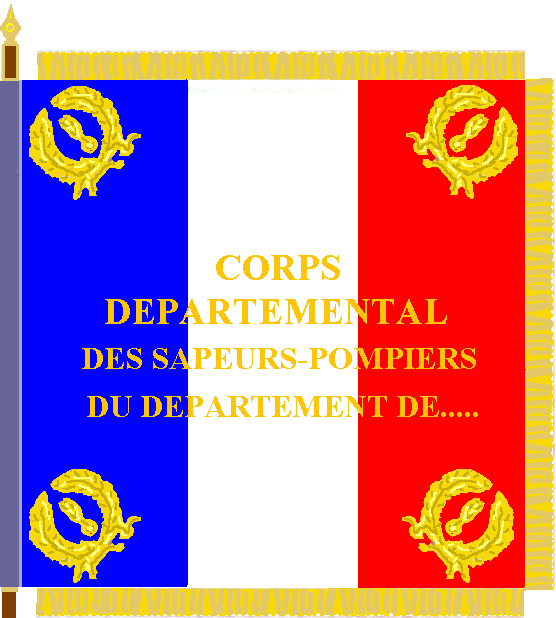 CORPS
DEPARTEMENTAL
DES SAPEURS-POMPIERS
DU DEPARTEMENT DE.....